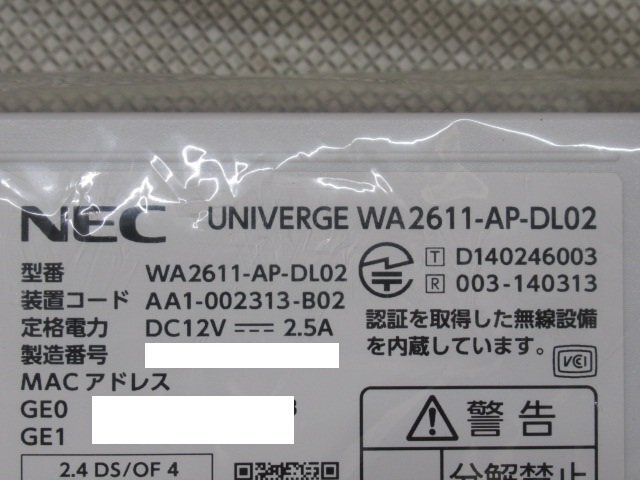 NEC UNIVERGE WA2611-AP-DL02
型番 WA2611-AP-DL02
装置コード AA1-002313-B02
定格電力 DC12V ⎓ 2.5A
製造番号
MACアドレス
GE0
GE1
T D140246003
R 003-140313
認証を取得した無線設備
を内蔵しています。
VCI
警告
分解禁止
2.4 DS/OF 4